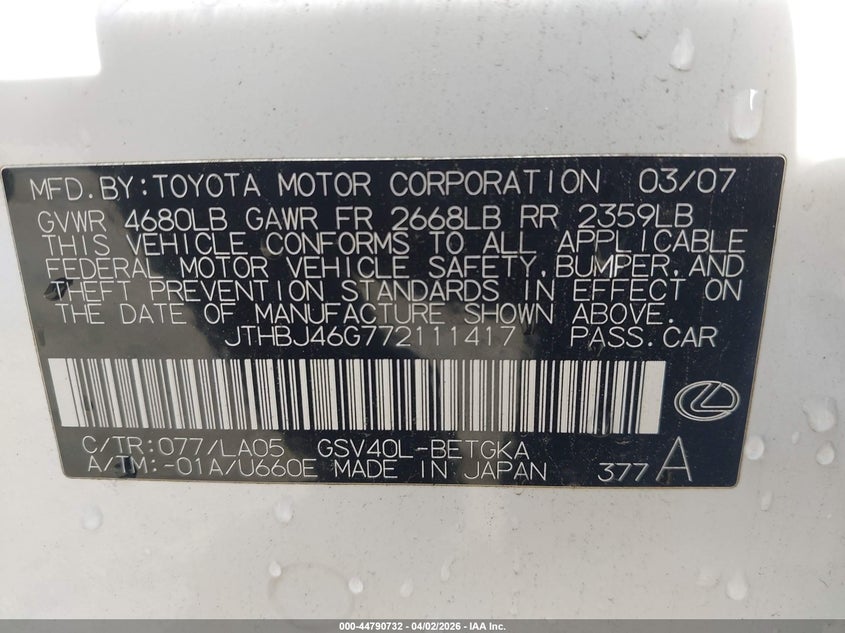 MFD.BY:TOYOTA MOTOR CORPORATION 03/07
GVWR 4680LB GAWR FR 2668LB RR 2359LB
THIS VEHICLE CONFORMS TO ALL APPLICABLE
FEDERAL MOTOR VEHICLE SAFETY,BUMPER,AND
THEFT PREVENTION STANDARDS IN EFFECT ON
THE DATE OF MANUFACTURE SHOWN ABOVE.
JTHBJ46G772111417 PASS.CAR
C/TR:077/LA05 GSV40L-BETGKA
A/TM:-01A/U660E MADE IN JAPAN 377 A
000-44790732 - 04/02/2026 - IAA Inc.